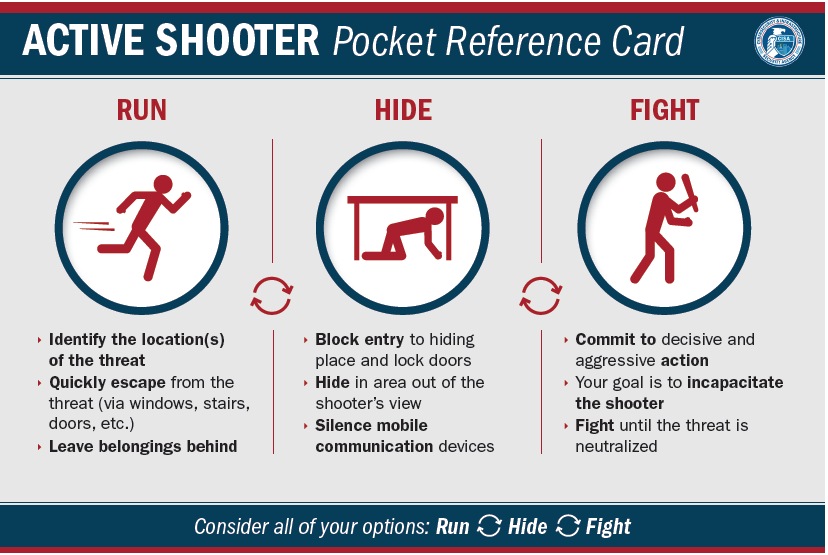 ACTIVE SHOOTER Pocket Reference Card
RUN
Identify the location(s)
of the threat
Quickly escape from the
threat (via windows, stairs,
doors, etc.)
Leave belongings behind
HIDE
Block entry to hiding
place and lock doors
Hide in area out of the
shooter's view
Silence mobile
communication devices
FIGHT
Commit to decisive and
aggressive action
Your goal is to incapacitate
the shooter
Fight until the threat is
neutralized
Consider all of your options: Run Hide Fight
CISA